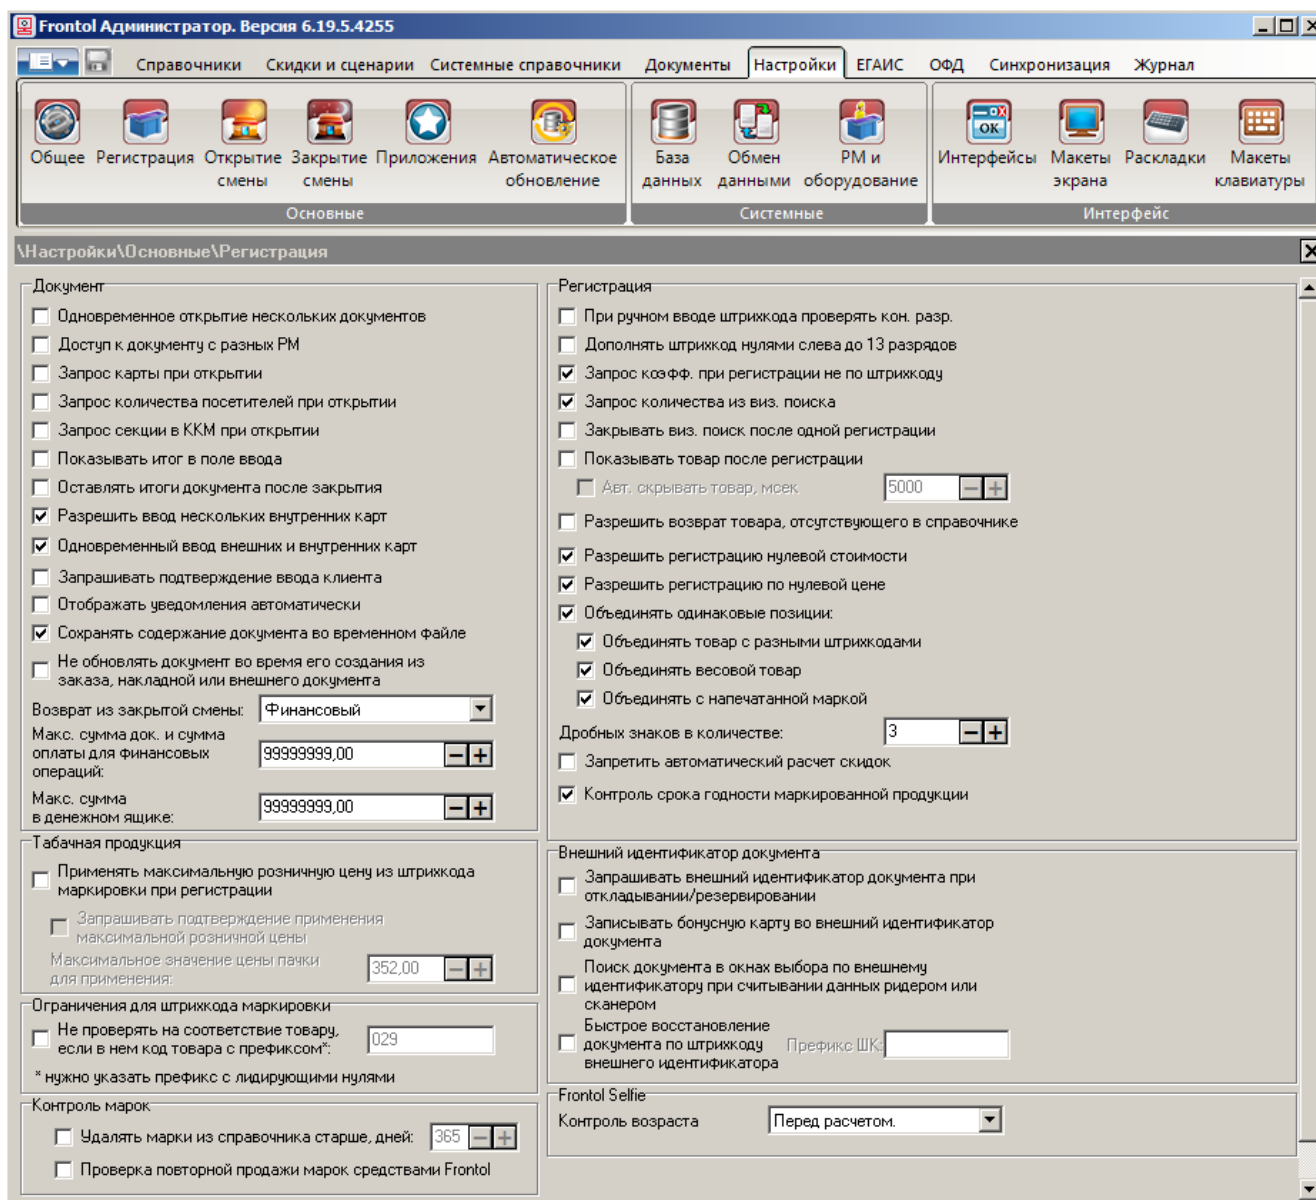 Frontol Администратор. Версия 6.19.5.4255
Справочники Скидки и сценарии Системные справочники Документы Настройки ЕГАИС ОФД Синхронизация Журнал
Общее Регистрация Открытие смены Закрытие смены Приложения Автоматическое обновление
Основные
База данных Обмен данными РМ и оборудование
Системные
OK
Интерфейсы Макеты экрана Раскладки Макеты клавиатуры
Интерфейс
\Настройки\Основные\Регистрация
Документ
Одновременное открытие нескольких документов
Доступ к документу с разных РМ
Запрос карты при открытии
Запрос количества посетителей при открытии
Запрос секции в ККМ при открытии
Показывать итог в поле ввода
Оставлять итоги документа после закрытия
Разрешить ввод нескольких внутренних карт
Одновременный ввод внешних и внутренних карт
Запрашивать подтверждение ввода клиента
Отображать уведомления автоматически
Сохранять содержание документа во временном файле
Не обновлять документ во время его создания из
заказа, накладной или внешнего документа
Возврат из закрытой смены: Финансовый
Макс. сумма док. и сумма
оплаты для финансовых
операций:
99999999,00
Макс. сумма
в денежном ящике:
99999999,00
Табачная продукция
Применять максимальную розничную цену из штрихкода
маркировки при регистрации
Запрашивать подтверждение применения
максимальной розничной цены
Максимальное значение цены пачки
для применения:
352,00
Ограничения для штрихкода маркировки
Не проверять на соответствие товару,
если в нем код товара с префиксом*:
029
* нужно указать префикс с лидирующими нулями
Контроль марок
Удалять марки из справочника старше, дней: 365
Проверка повторной продажи марок средствами Frontol
Регистрация
При ручном вводе штрихкода проверять кон. разр.
Дополнять штрихкод нулями слева до 13 разрядов
Запрос коэфф. при регистрации не по штрихкоду
Запрос количества из виз. поиска
Закрывать виз. поиск после одной регистрации
Показывать товар после регистрации
Авт. скрывать товар, мсек 5000
Разрешить возврат товара, отсутствующего в справочнике
Разрешить регистрацию нулевой стоимости
Разрешить регистрацию по нулевой цене
Объединять одинаковые позиции:
Объединять товар с разными штрихкодами
Объединять весовой товар
Объединять с напечатанной маркой
Дробных знаков в количестве: 3
Запретить автоматический расчет скидок
Контроль срока годности маркированной продукции
Внешний идентификатор документа
Запрашивать внешний идентификатор документа при
откладывании/резервировании
Записывать бонусную карту во внешний идентификатор
документа
Поиск документа в окнах выбора по внешнему
идентификатору при считывании данных ридером или
сканером
Быстрое восстановление
документа по штрихкоду
внешнего идентификатора
Префикс ШК:
Frontol Selfie
Контроль возраста Перед расчетом.